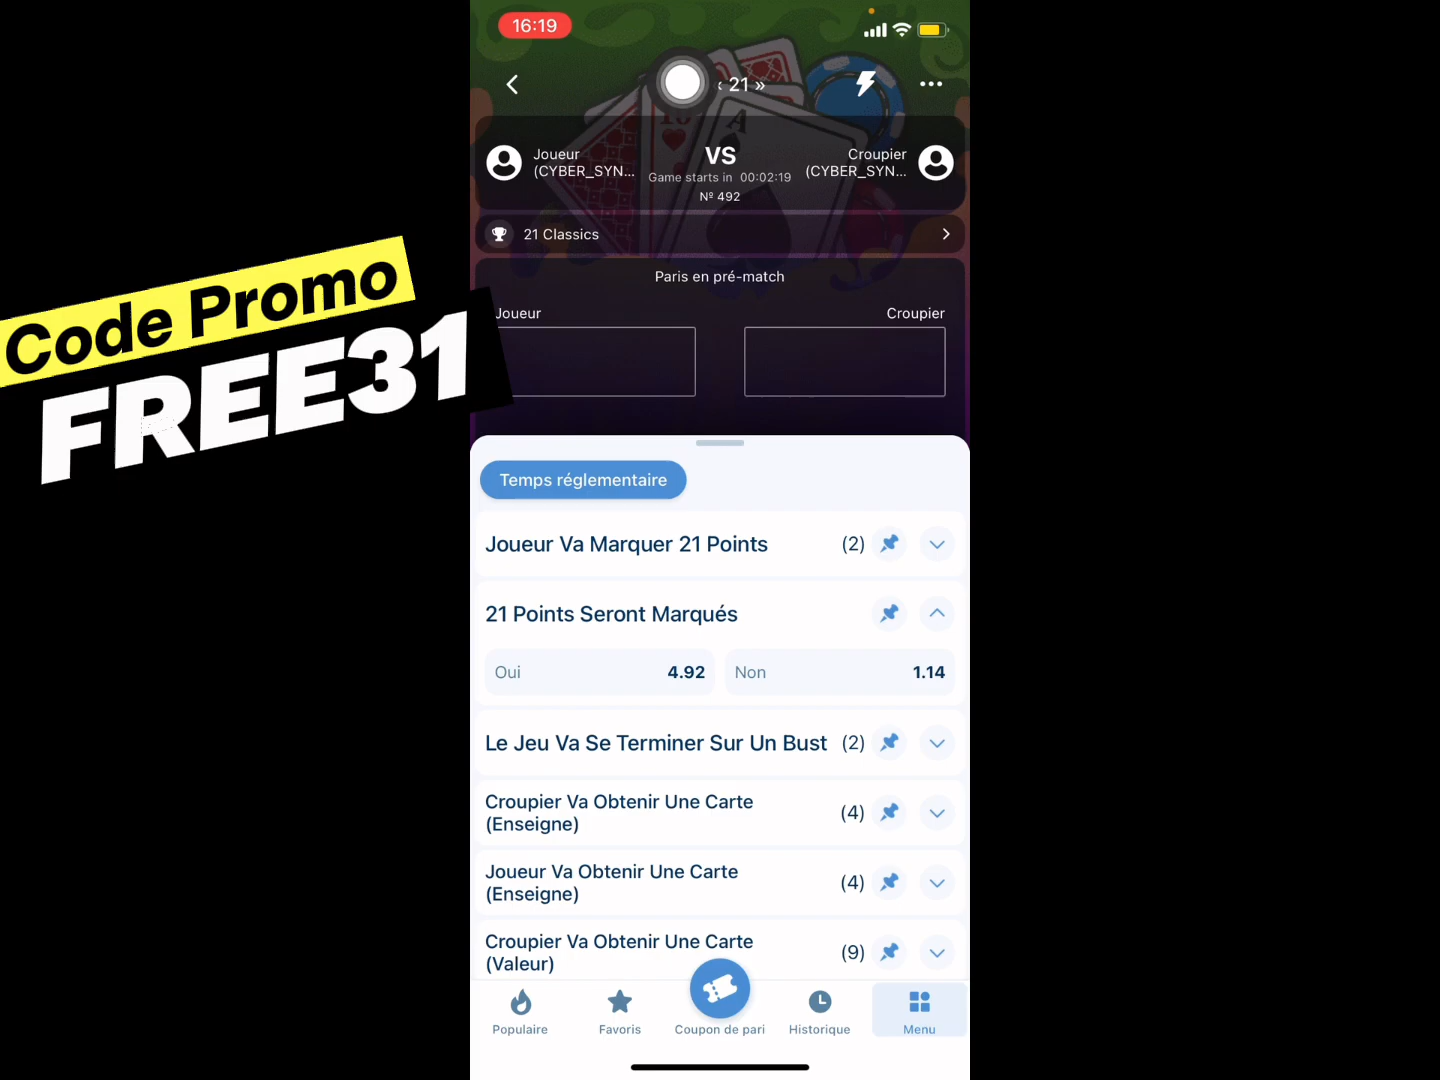 16:19
‹ 21 »
Joueur
(CYBER_SYN...
VS
Game starts in 00:02:19
Nº 492
Croupier
(CYBER_SYN...
21 Classics
Paris en pré-match
Joueur
Croupier
Code Promo
FREE31
Temps réglementaire
Joueur Va Marquer 21 Points (2)
21 Points Seront Marqués
Oui 4.92
Non 1.14
Le Jeu Va Se Terminer Sur Un Bust (2)
Croupier Va Obtenir Une Carte
(Enseigne) (4)
Joueur Va Obtenir Une Carte
(Enseigne) (4)
Croupier Va Obtenir Une Carte
(Valeur) (9)
Populaire
Favoris
Coupon de pari
Historique
Menu